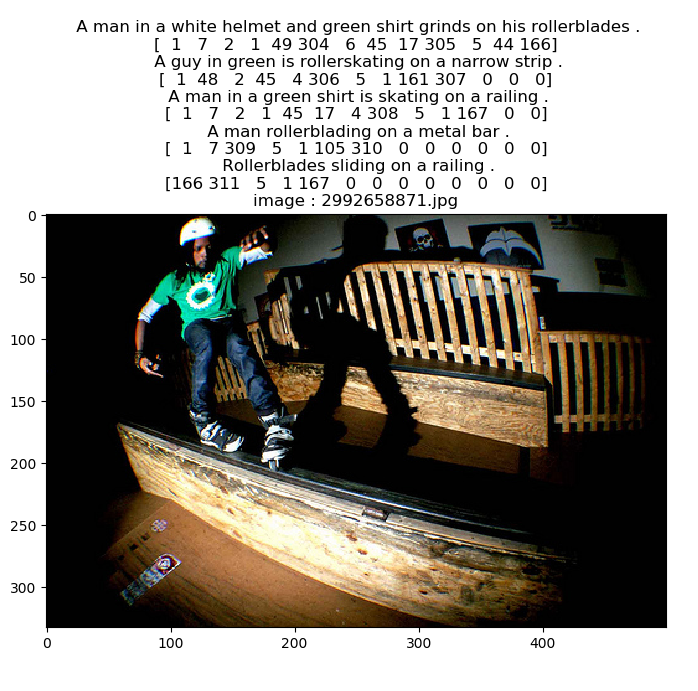 A man in a white helmet and green shirt grinds on his rollerblades .
[  1   7   2   1  49 304   6  45  17 305   5  44 166]
A guy in green is rollerskating on a narrow strip .
[  1  48   2  45   4 306   5   1 161 307   0   0   0]
A man in a green shirt is skating on a railing .
[  1   7   2   1  45  17   4 308   5   1 167   0   0]
A man rollerblading on a metal bar .
[  1   7 309   5   1 105 310   0   0   0   0   0   0]
Rollerblades sliding on a railing .
[166 311   5   1 167   0   0   0   0   0   0   0   0]
image : 2992658871.jpg
0
50
100
150
200
250
300
0 100 200 300 400